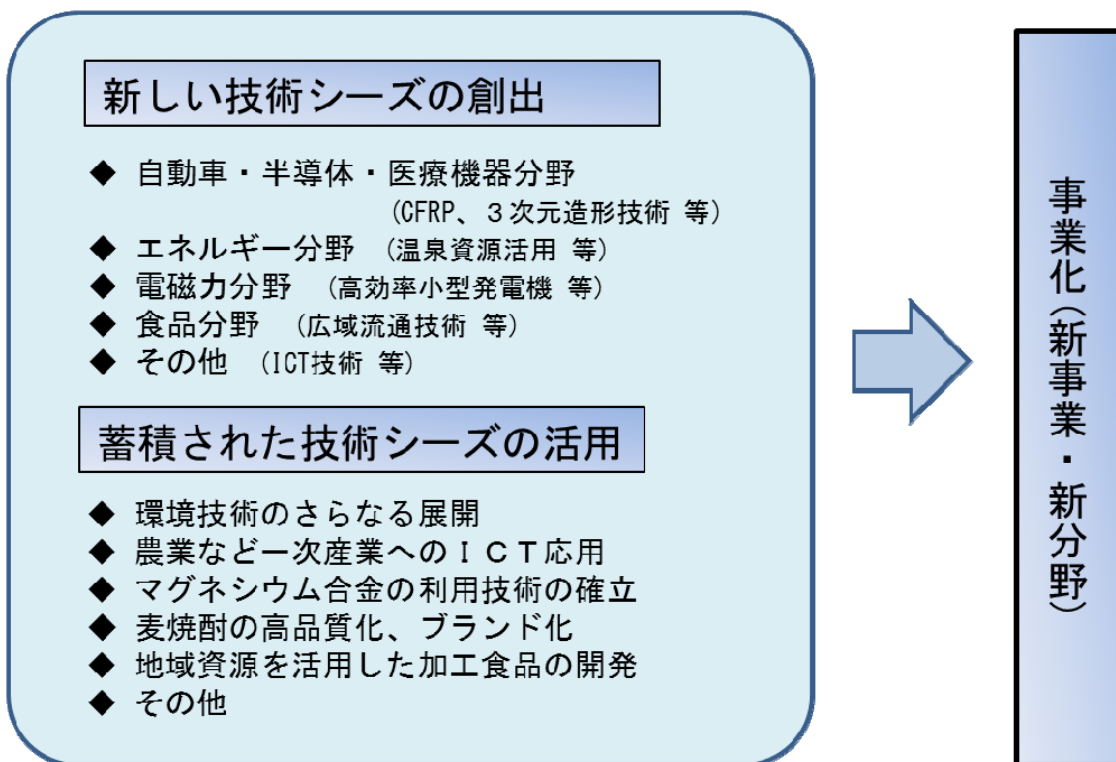 新しい技術シーズの創出
◆ 自動車・半導体・医療機器分野
(CFRP、３次元造形技術 等)
◆ エネルギー分野 (温泉資源活用 等)
◆ 電磁力分野 (高効率小型発電機 等)
◆ 食品分野 (広域流通技術 等)
◆ その他 (ICT技術 等)
蓄積された技術シーズの活用
◆ 環境技術のさらなる展開
◆ 農業など一次産業へのＩＣＴ応用
◆ マグネシウム合金の利用技術の確立
◆ 麦焼酎の高品質化、ブランド化
◆ 地域資源を活用した加工食品の開発
◆ その他
事業化（新事業・新分野）